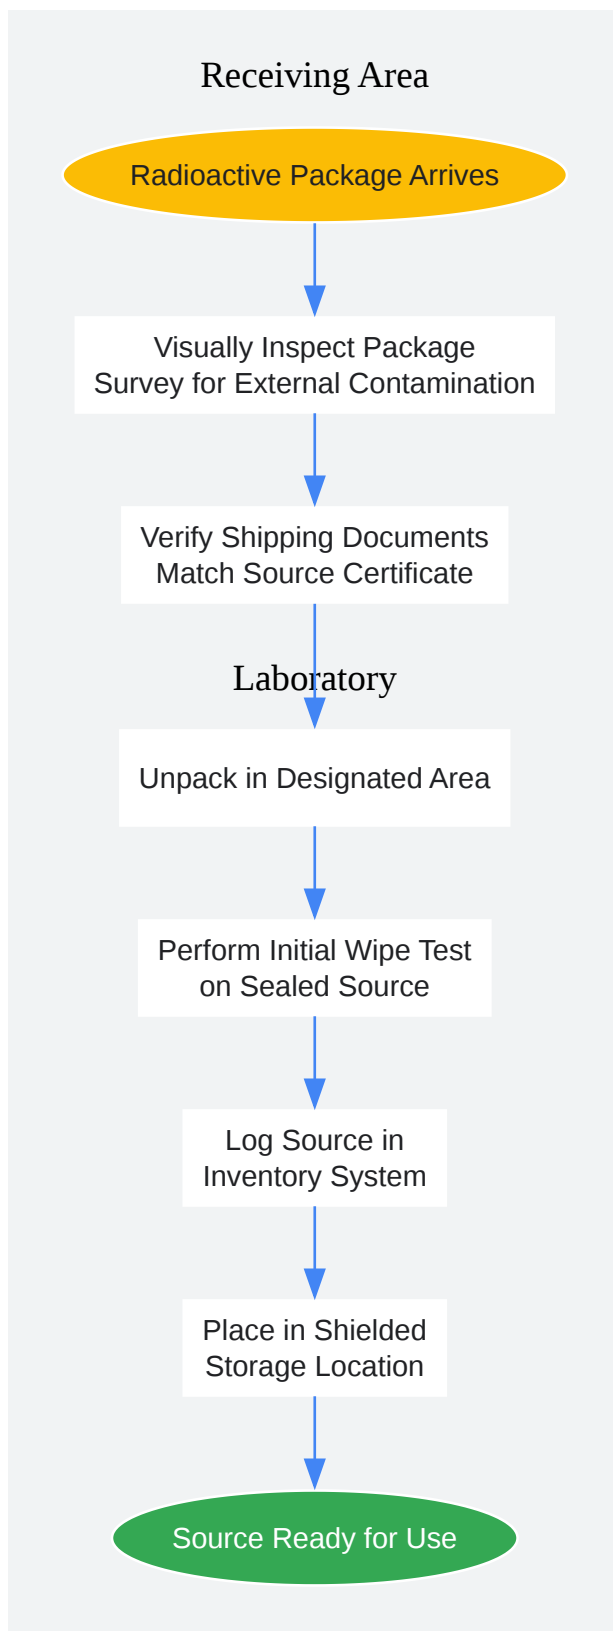 Receiving Area
Radioactive Package Arrives
Visually Inspect Package
Survey for External Contamination
Verify Shipping Documents
Match Source Certificate
Laboratory
Unpack in Designated Area
Perform Initial Wipe Test
on Sealed Source
Log Source in
Inventory System
Place in Shielded
Storage Location
Source Ready for Use